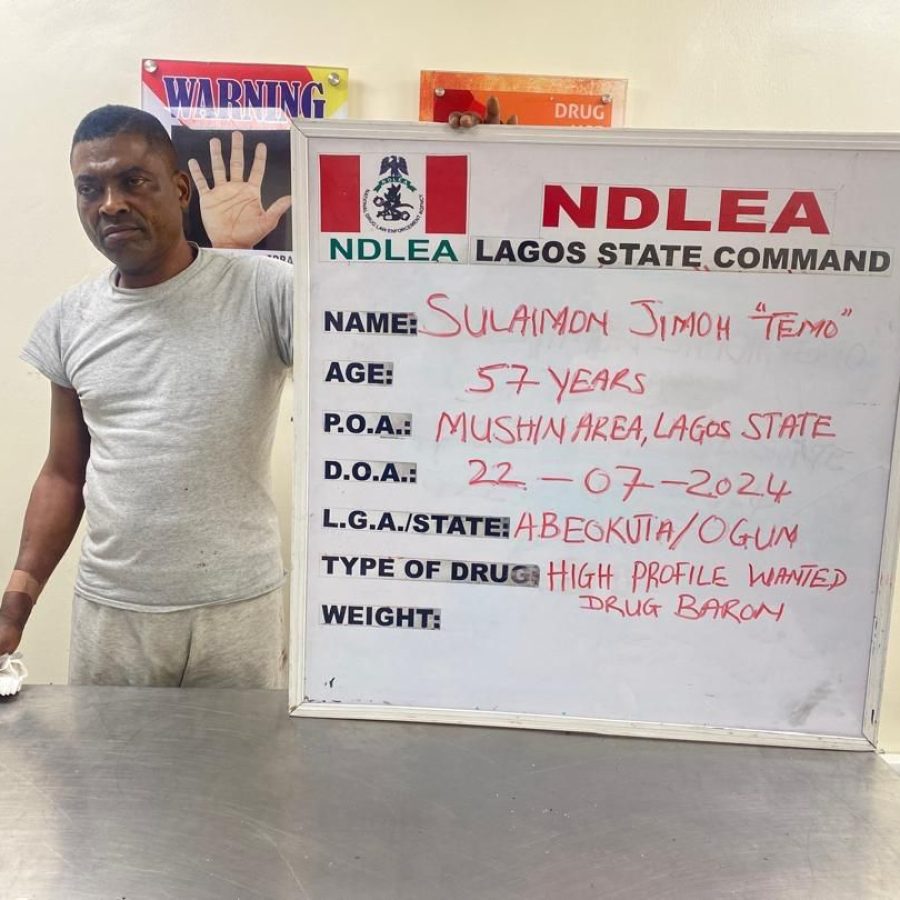 WARNING
DRUG
NDLEA
NDLEA
LAGOS STATE COMMAND
NAME: SULAIMON JIMOH "TEMO"
AGE: 57 YEARS
P.O.A.: MUSHIN AREA, LAGOS STATE
D.O.A.: 22-07-2024
L.G.A./STATE: ABEOKUTA/OGUM
TYPE OF DRUG: HIGH PROFILE WANTED
DRUG BARON
WEIGHT: